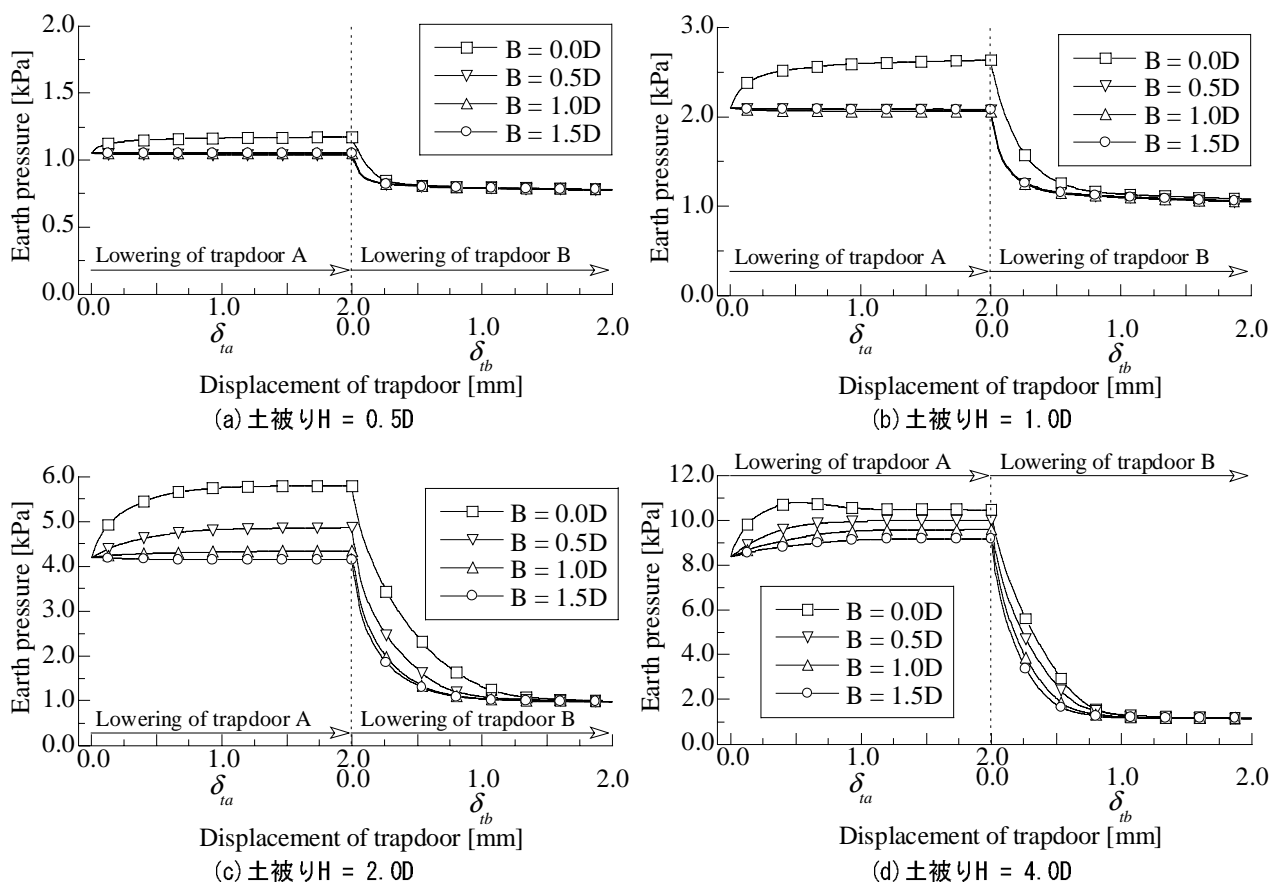 Earth pressure [kPa]
2.0
1.5
1.0
0.5
0.0
B = 0.0D
B = 0.5D
B = 1.0D
B = 1.5D
Lowering of trapdoor A
Lowering of trapdoor B
0.0
1.0
2.0
0.0
1.0
2.0
δta
δtb
Displacement of trapdoor [mm]
(a)土被りH = 0.5D
Earth pressure [kPa]
3.0
2.0
1.0
0.0
B = 0.0D
B = 0.5D
B = 1.0D
B = 1.5D
Lowering of trapdoor A
Lowering of trapdoor B
0.0
1.0
2.0
0.0
1.0
2.0
δta
δtb
Displacement of trapdoor [mm]
(b)土被りH = 1.0D
Earth pressure [kPa]
6.0
5.0
4.0
3.0
2.0
1.0
0.0
B = 0.0D
B = 0.5D
B = 1.0D
B = 1.5D
Lowering of trapdoor A
Lowering of trapdoor B
0.0
1.0
2.0
0.0
1.0
2.0
δta
δtb
Displacement of trapdoor [mm]
(c)土被りH = 2.0D
Earth pressure [kPa]
12.0
10.0
8.0
6.0
4.0
2.0
0.0
Lowering of trapdoor A
Lowering of trapdoor B
B = 0.0D
B = 0.5D
B = 1.0D
B = 1.5D
0.0
1.0
2.0
0.0
1.0
2.0
δta
δtb
Displacement of trapdoor [mm]
(d)土被りH = 4.0D